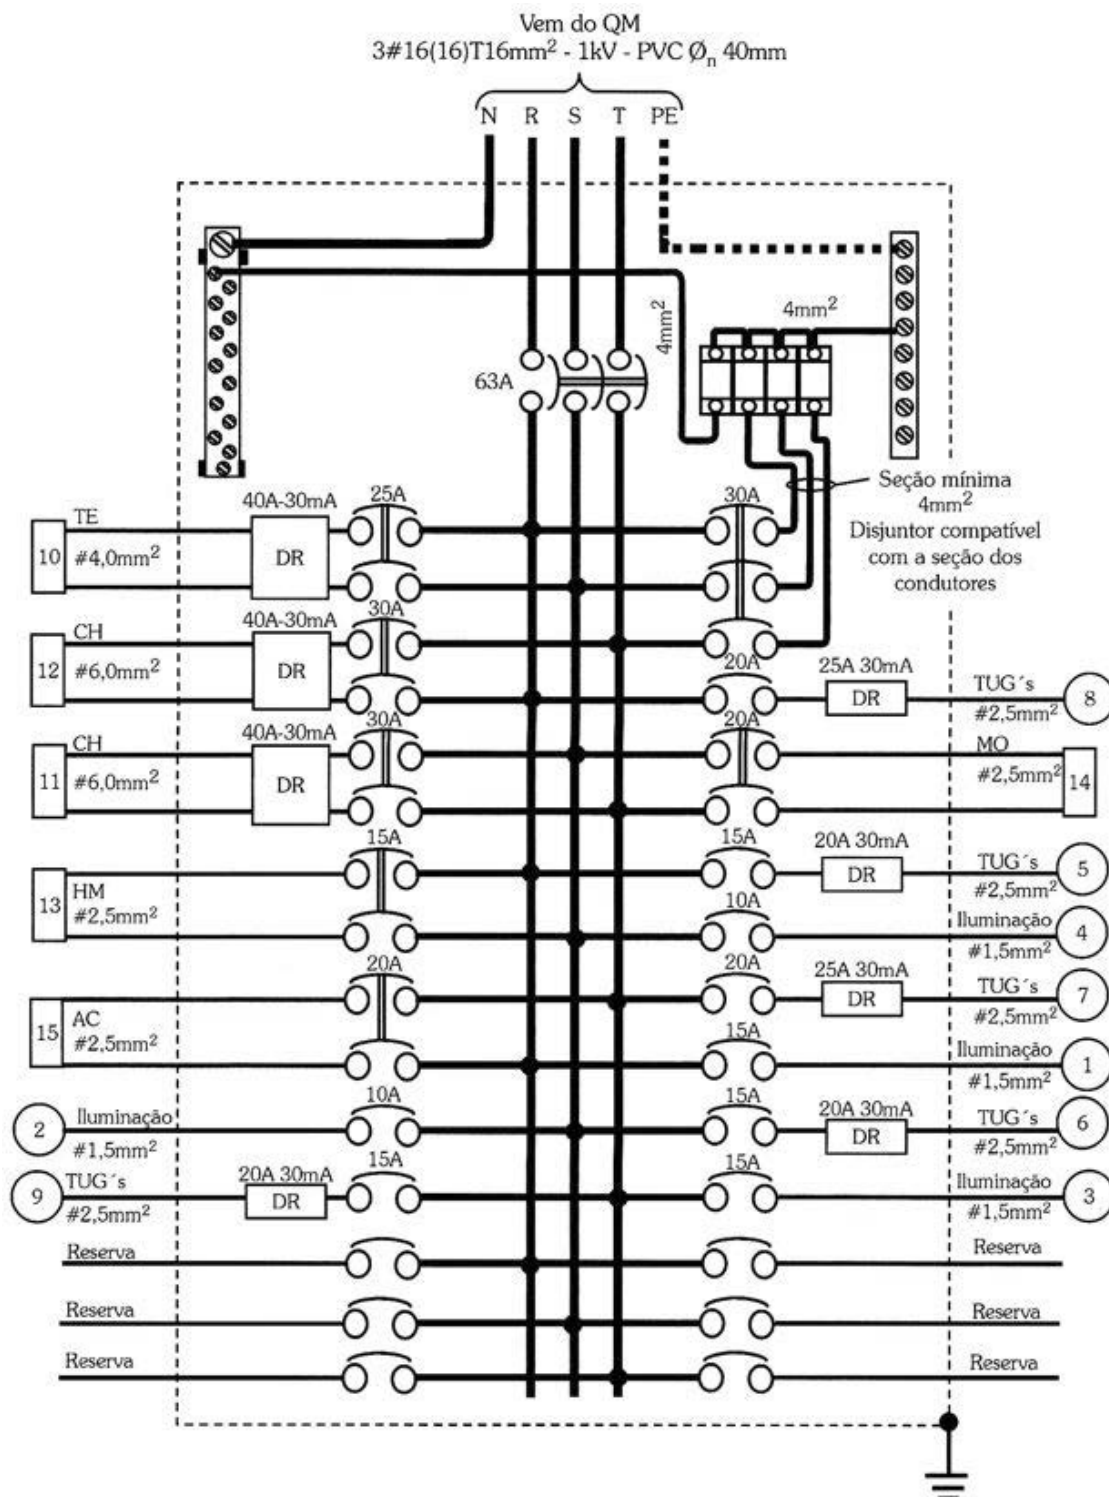 Vem do QM
3#16(16)T16mm² - 1kV - PVC Øn 40mm
N R S T PE
4mm²
4mm²
63A
Seção mínima
4mm²
Disjuntor compatível
com a seção dos
condutores
10
TE
#4,0mm²
40A-30mA
DR
25A
30A
12
CH
#6,0mm²
40A-30mA
DR
30A
20A
25A 30mA
DR
TUG´s
#2,5mm²
8
11
CH
#6,0mm²
40A-30mA
DR
30A
20A
MO
#2,5mm²
14
13
HM
#2,5mm²
15A
15A
20A 30mA
DR
TUG´s
#2,5mm²
5
10A
Iluminação
#1,5mm²
4
15
AC
#2,5mm²
20A
20A
25A 30mA
DR
TUG´s
#2,5mm²
7
15A
Iluminação
#1,5mm²
1
2
Iluminação
#1,5mm²
10A
15A
20A 30mA
DR
TUG´s
#2,5mm²
6
9
TUG´s
#2,5mm²
20A 30mA
DR
15A
15A
Iluminação
#1,5mm²
3
Reserva
Reserva
Reserva
Reserva
Reserva
Reserva